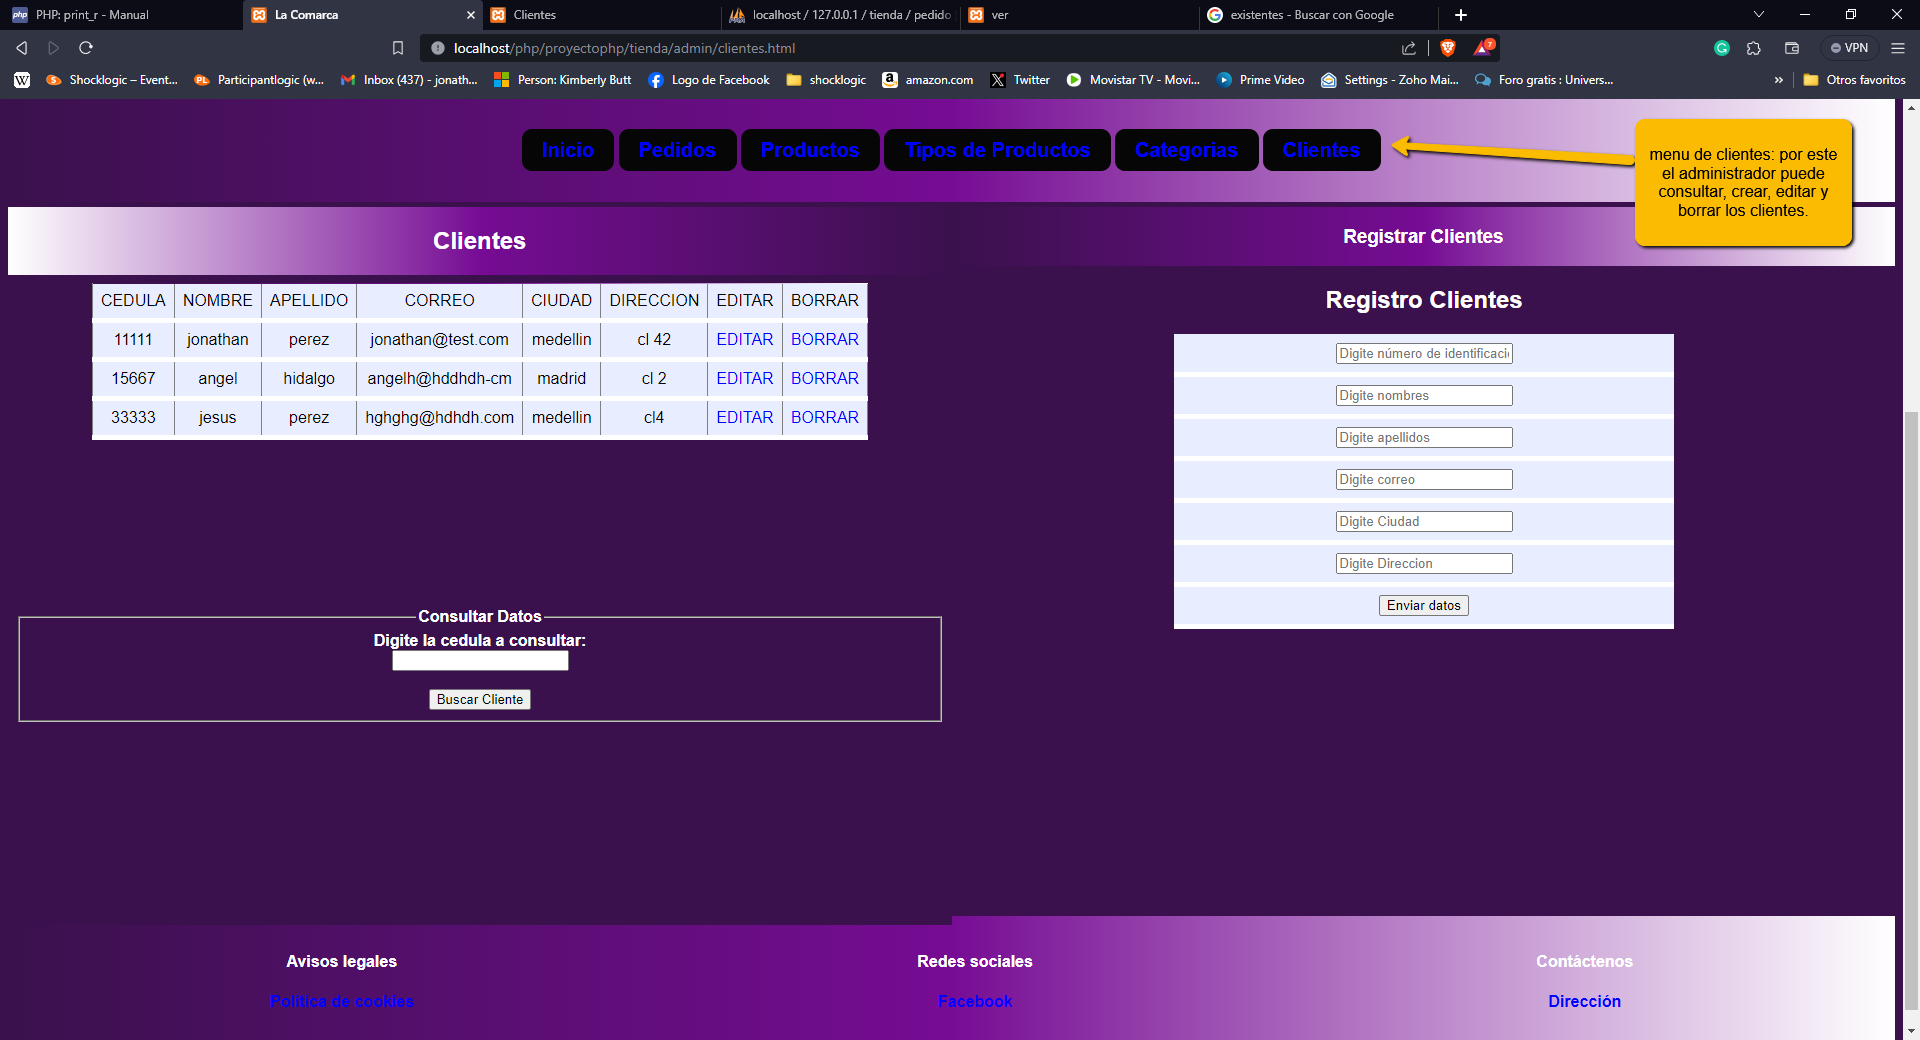 PHP: print_r - Manual
La Comarca
Clientes
localhost / 127.0.0.1 / tienda / pedido
ver
existentes - Buscar con Google
localhost/php/proyectophp/tienda/admin/clientes.html
7
VPN
W
Shocklogic – Event...
PL
Participantlogic (w...
Inbox (437) - jonath...
Person: Kimberly Butt
Logo de Facebook
shocklogic
amazon.com
Twitter
Movistar TV - Movi...
Prime Video
Settings - Zoho Mai...
Foro gratis : Univers...
»
Otros favoritos
Inicio
Pedidos
Productos
Tipos de Productos
Categorias
Clientes
menu de clientes: por este
el administrador puede
consultar, crear, editar y
borrar los clientes.
Clientes
CEDULA NOMBRE APELLIDO CORREO CIUDAD DIRECCION EDITAR BORRAR
11111 jonathan perez jonathan@test.com medellin cl 42 EDITAR BORRAR
15667 angel hidalgo angelh@hddhdh-cm madrid cl 2 EDITAR BORRAR
33333 jesus perez hghghg@hdhdh.com medellin cl4 EDITAR BORRAR
Consultar Datos
Digite la cedula a consultar:
Buscar Cliente
Registrar Clientes
Registro Clientes
Digite número de identificaci
Digite nombres
Digite apellidos
Digite correo
Digite Ciudad
Digite Direccion
Enviar datos
Avisos legales
Politica de cookies
Redes sociales
Facebook
Contáctenos
Dirección